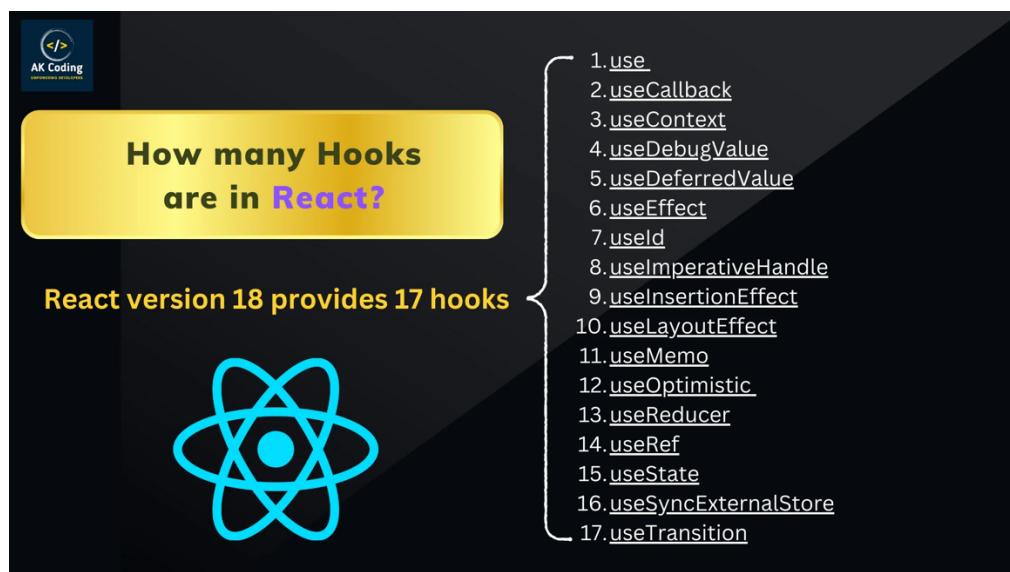 </>
AK Coding
EMPOWERING DEVELOPERS
How many Hooks
are in React?
React version 18 provides 17 hooks
1. use
2. useCallback
3. useContext
4. useDebugValue
5. useDeferredValue
6. useEffect
7. useId
8. useImperativeHandle
9. useInsertionEffect
10. useLayoutEffect
11. useMemo
12. useOptimistic
13. useReducer
14. useRef
15. useState
16. useSyncExternalStore
17. useTransition